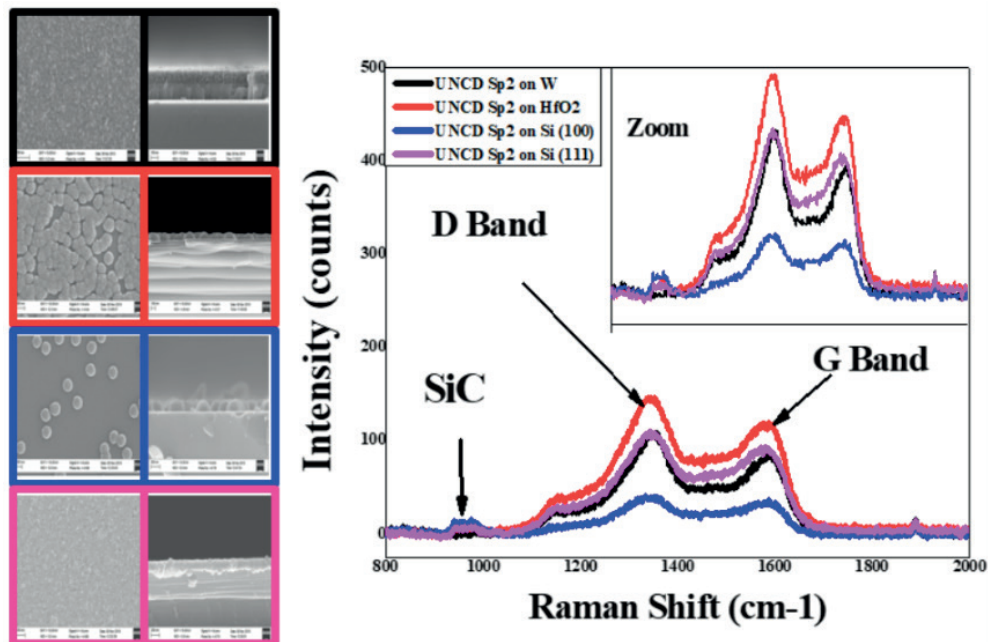 500
400
300
200
100
0
Intensity (counts)
UNCD Sp2 on W
UNCD Sp2 on HfO2
UNCD Sp2 on Si (100)
UNCD Sp2 on Si (111)
Zoom
D Band
G Band
SiC
800
1000
1200
1400
1600
1800
2000
Raman Shift (cm-1)